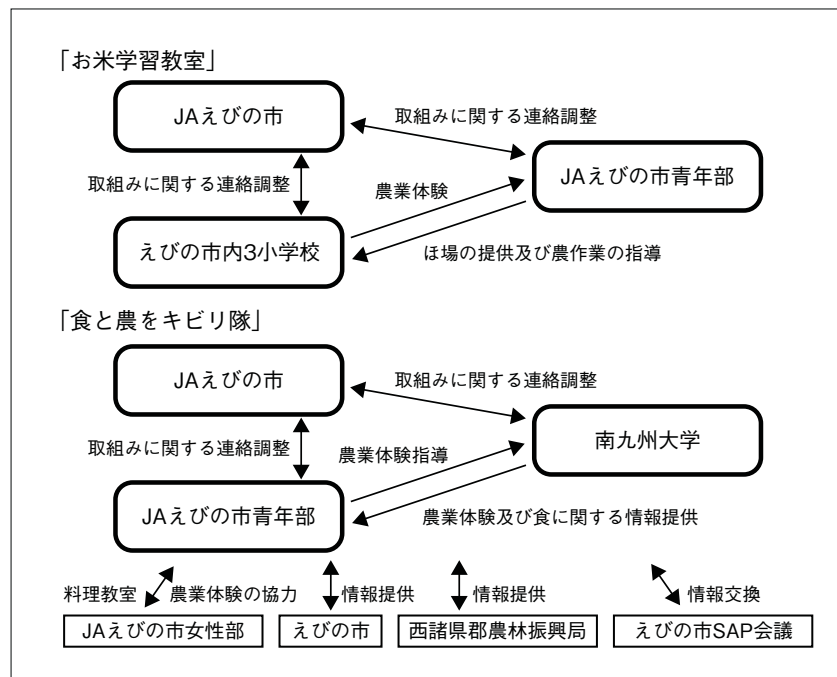 「お米学習教室」
JAえびの市
取組みに関する連絡調整
取組みに関する連絡調整
JAえびの市青年部
農業体験
えびの市内3小学校
ほ場の提供及び農作業の指導
「食と農をキビリ隊」
JAえびの市
取組みに関する連絡調整
取組みに関する連絡調整
南九州大学
農業体験指導
JAえびの市青年部
農業体験及び食に関する情報提供
料理教室 農業体験の協力 情報提供 情報提供 情報交換
JAえびの市女性部 えびの市 西諸県郡農林振興局 えびの市SAP会議